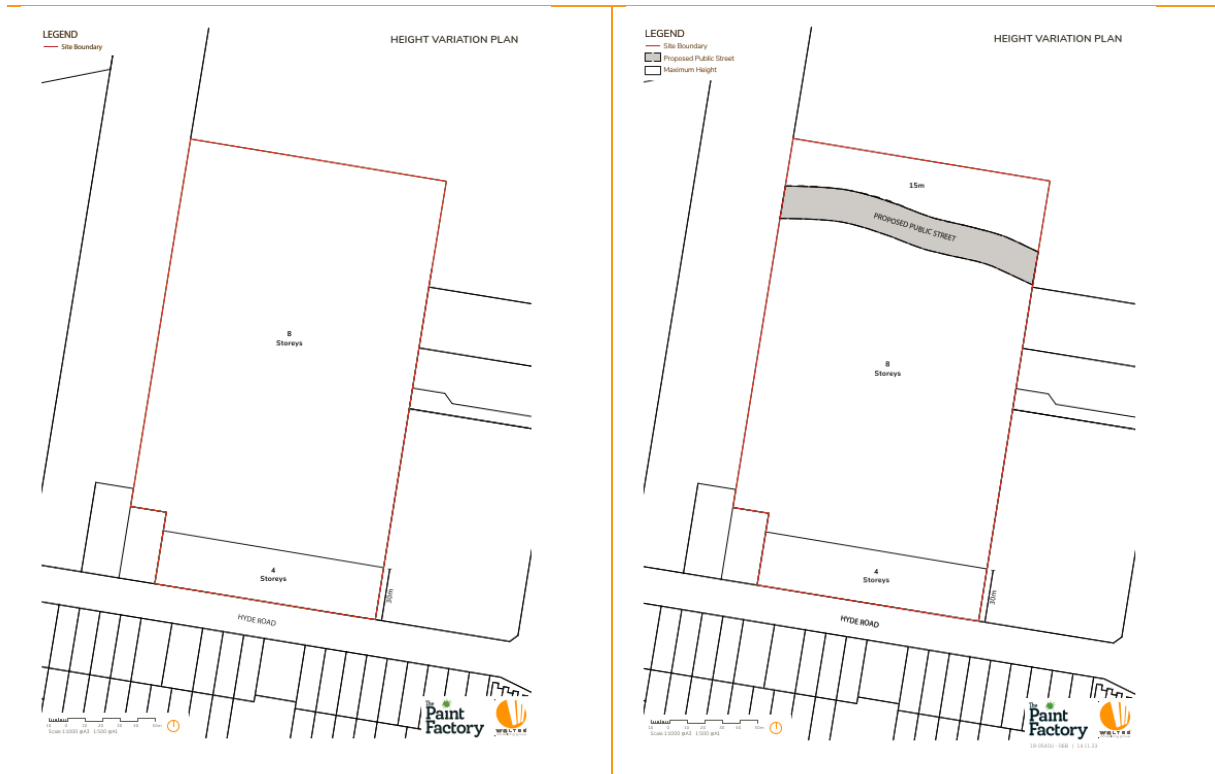 LEGEND
Site Boundary
HEIGHT VARIATION PLAN
8
Storeys
4
Storeys
30m
HYDE ROAD
The
Paint
Factory
LEGEND
Site Boundary
Proposed Public Street
Maximum Height
HEIGHT VARIATION PLAN
15m
PROPOSED PUBLIC STREET
8
Storeys
4
Storeys
30m
HYDE ROAD
The
Paint
Factory